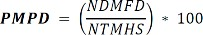 PMPD = (NDMFD / NTMHS) * 100